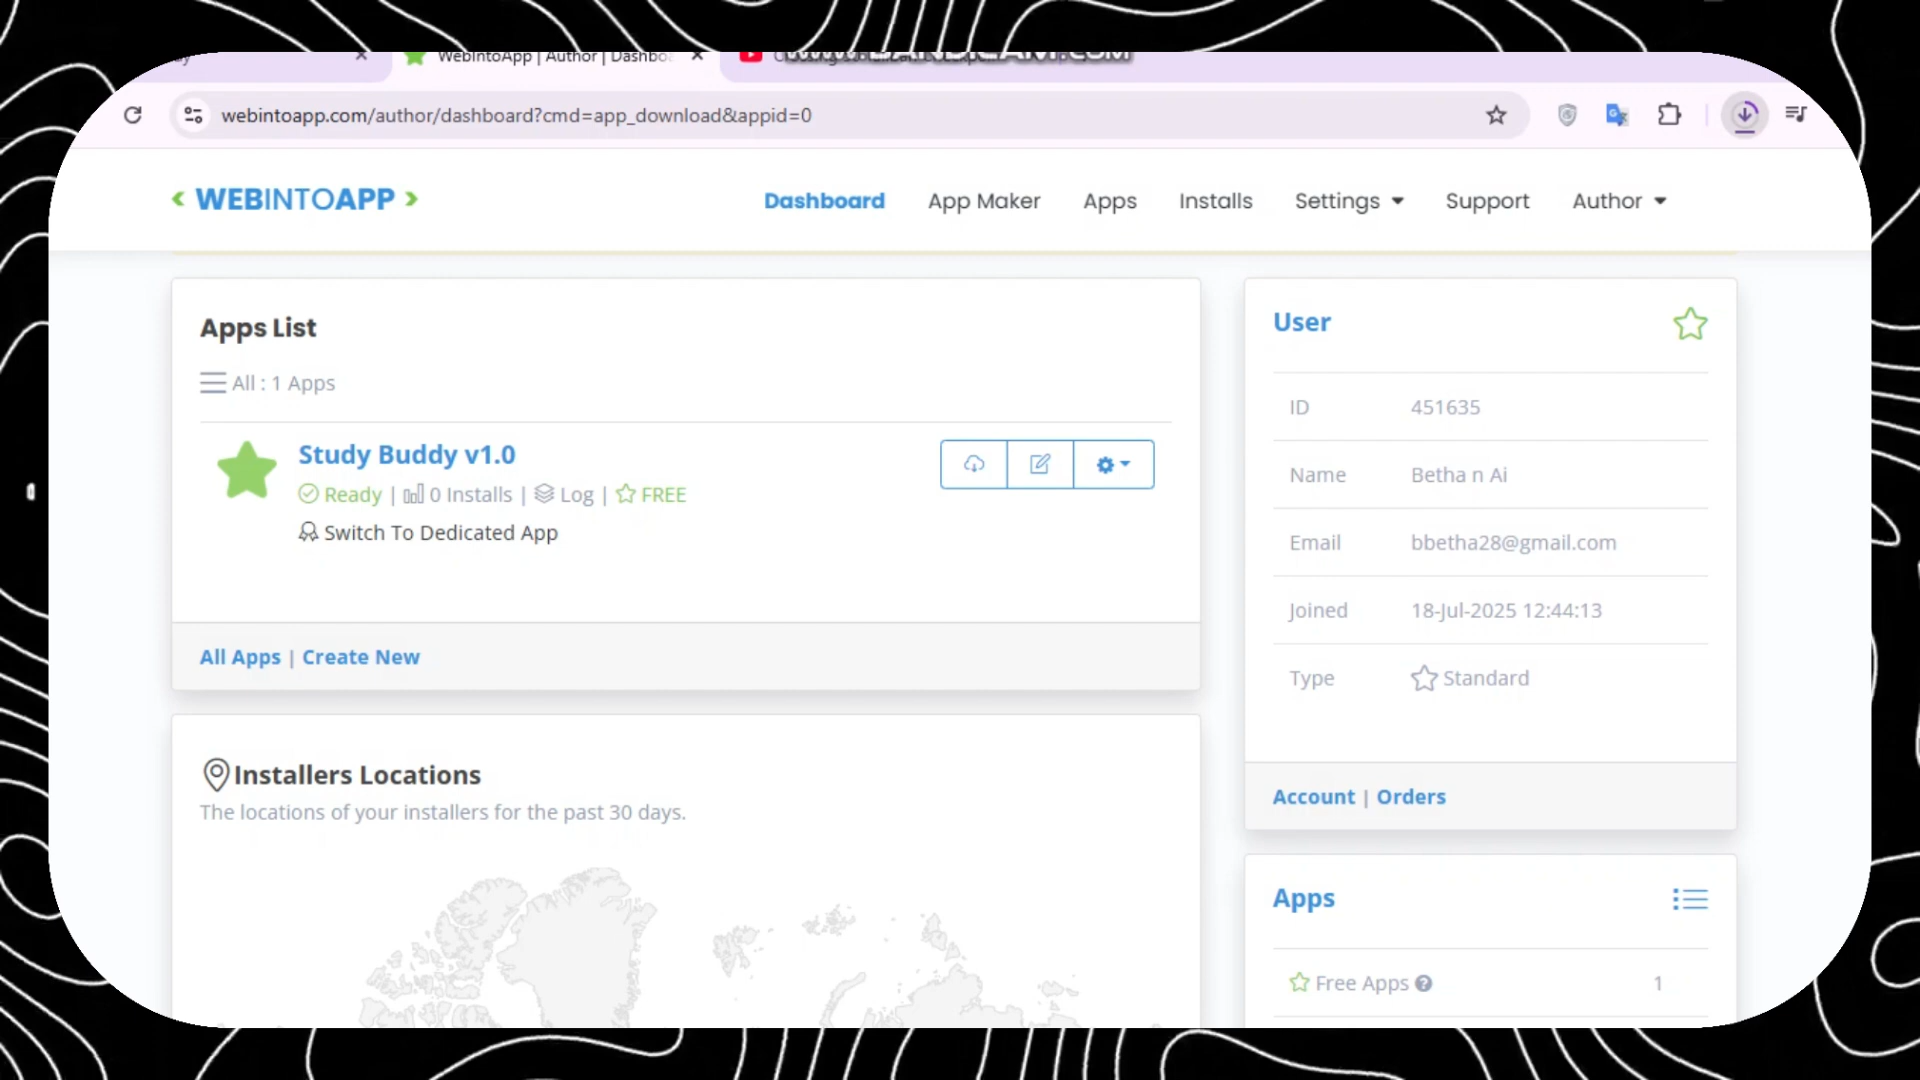 WebIntoApp | Author | Dashbo
webintoapp.com/author/dashboard?cmd=app_download&appid=0
WEBINTOAPP
Dashboard
App Maker
Apps
Installs
Settings
Support
Author
Apps List
All : 1 Apps
Study Buddy v1.0
Ready | 0 Installs | Log | FREE
Switch To Dedicated App
All Apps | Create New
Installers Locations
The locations of your installers for the past 30 days.
User
ID 451635
Name Betha n Ai
Email bbetha28@gmail.com
Joined 18-Jul-2025 12:44:13
Type Standard
Account | Orders
Apps
Free Apps ? 1